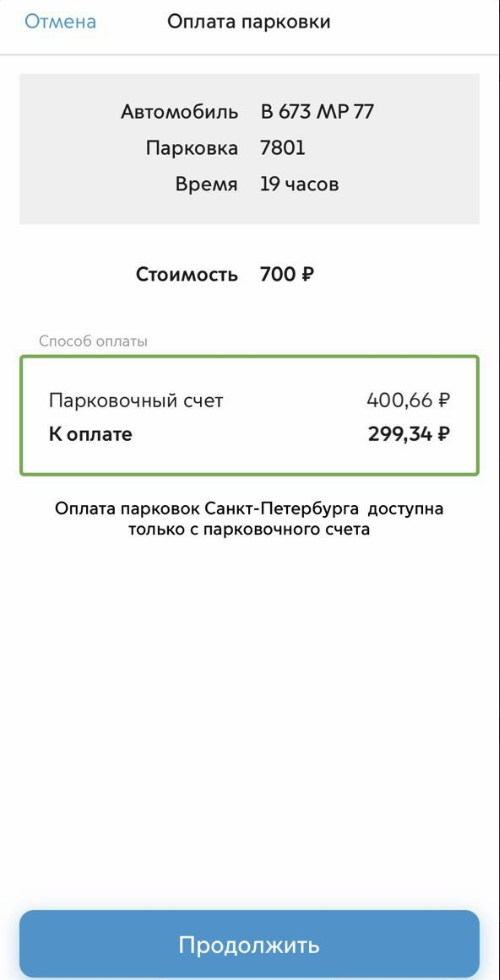 Отмена Оплата парковки
Автомобиль В 673 МР 77
Парковка 7801
Время 19 часов
Стоимость 700 ₽
Способ оплаты
Парковочный счет 400,66 ₽
К оплате 299,34 ₽
Оплата парковок Санкт-Петербурга доступна
только с парковочного счета
Продолжить